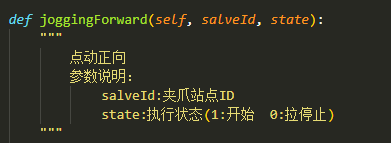 def joggingForward(self, salveId, state):
"""
点动正向
参数说明:
salveId:夹爪站点ID
state:执行状态(1:开始  0:拉停止)
"""